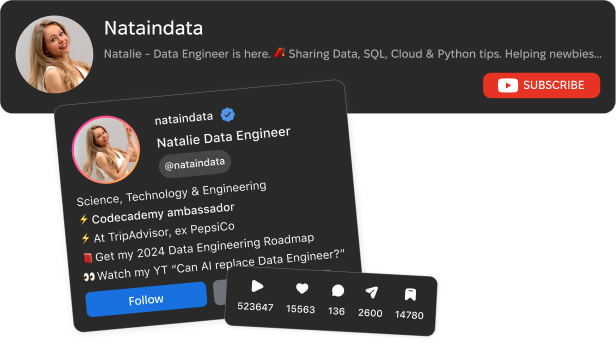 Nataindata
Natalie - Data Engineer is here. 🧨 Sharing Data, SQL, Cloud & Python tips. Helping newbies...
SUBSCRIBE
nataindata
Natalie Data Engineer
@nataindata
Science, Technology & Engineering
⚡ Codecademy ambassador
⚡ At TripAdvisor, ex PepsiCo
📕 Get my 2024 Data Engineering Roadmap
👀 Watch my YT “Can AI replace Data Engineer?”
Follow
523647 15563 136 2600 14780